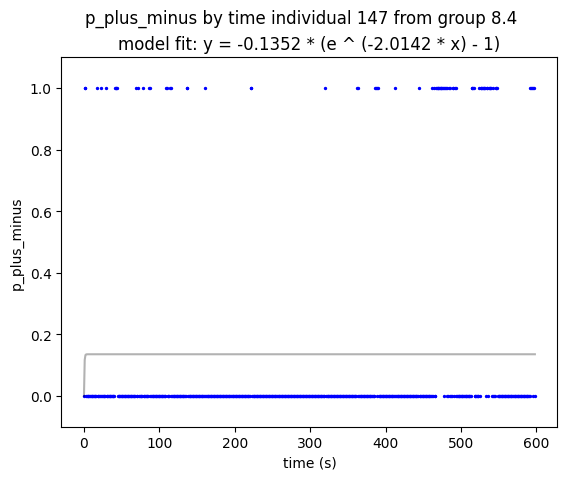 p_plus_minus by time individual 147 from group 8.4
model fit: y = -0.1352 * (e ^ (-2.0142 * x) - 1)
1.0
0.8
0.6
0.4
0.2
0.0
p_plus_minus
0 100 200 300 400 500 600
time (s)